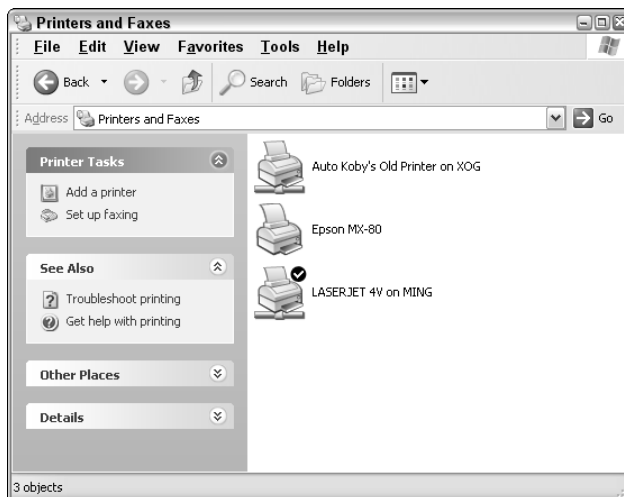 Printers and Faxes
File Edit View Favorites Tools Help
Back Search Folders
Address Printers and Faxes Go
Printer Tasks
Add a printer
Set up faxing
See Also
Troubleshoot printing
Get help with printing
Other Places
Details
Auto Koby's Old Printer on XOG
Epson MX-80
LASERJET 4V on MING
3 objects